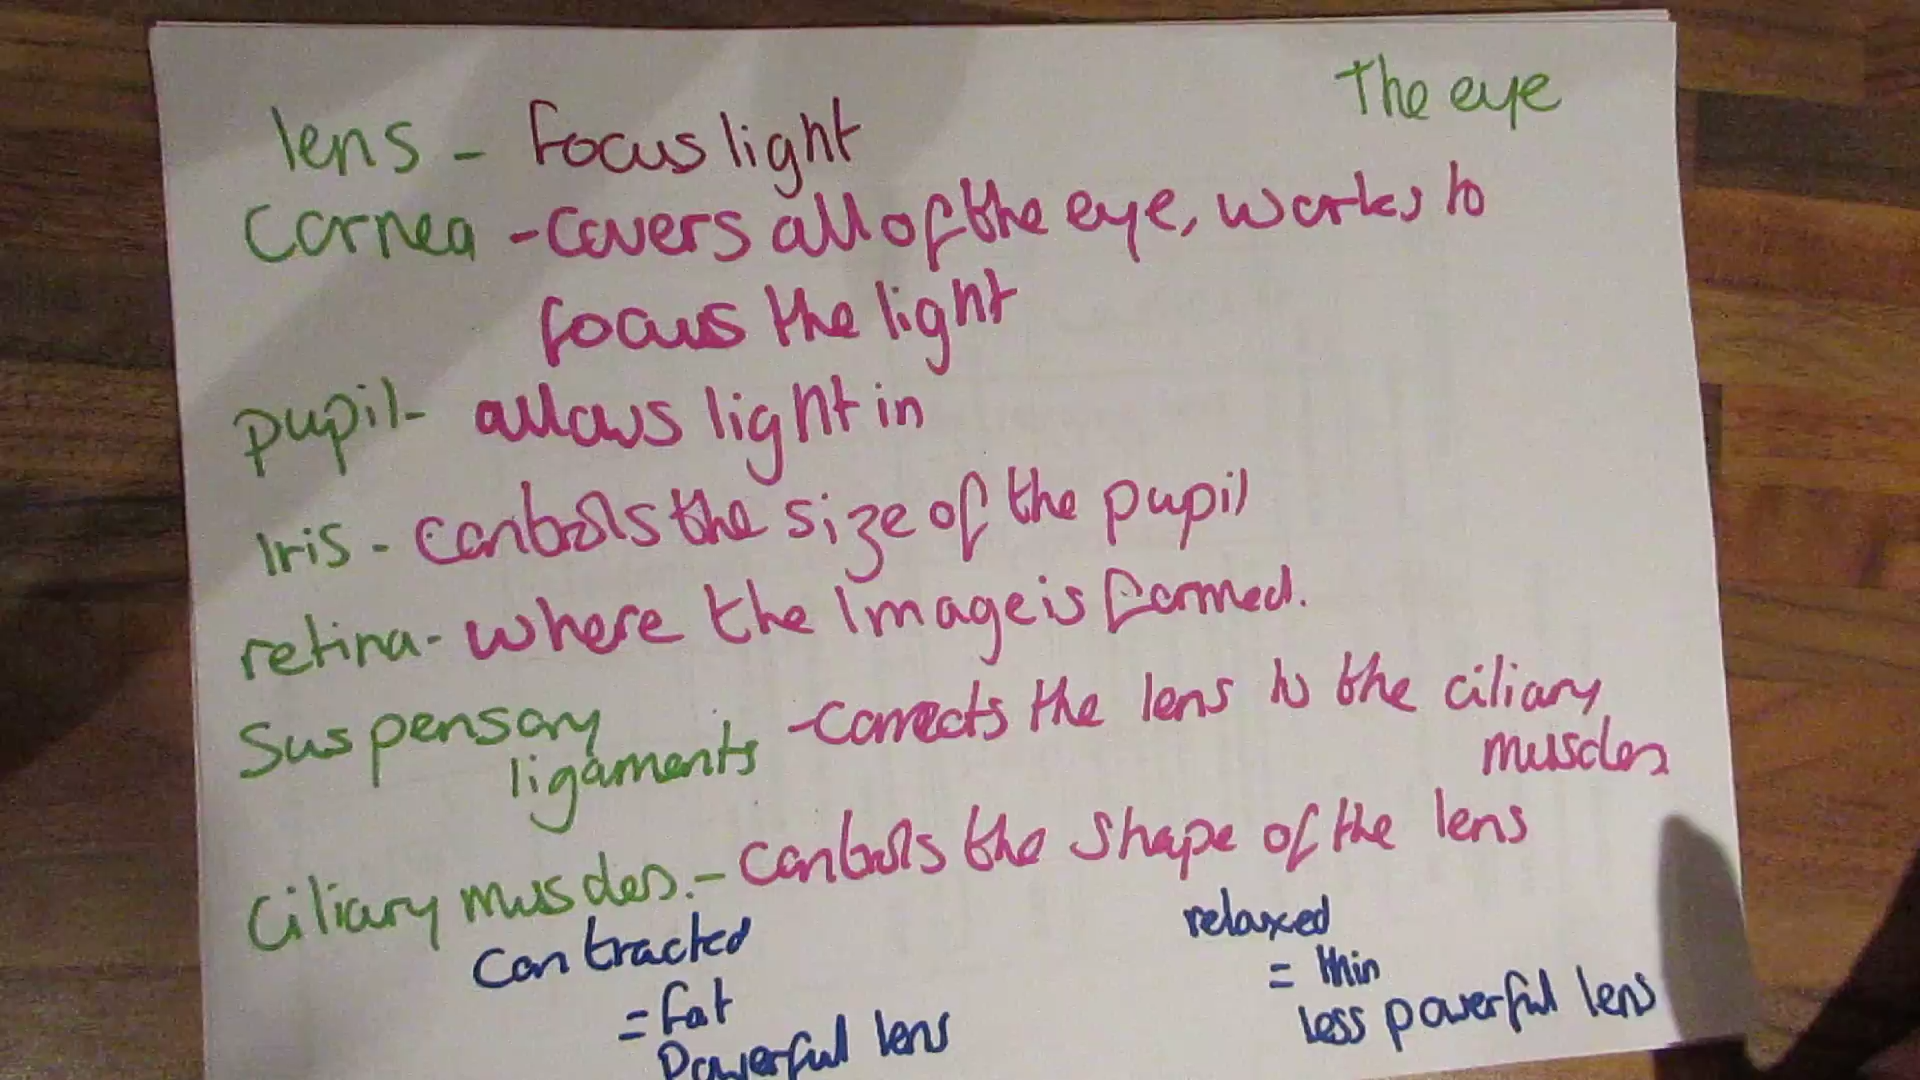 The eye
lens - focus light
Cornea - covers all of the eye, works to
focus the light
pupil - allows light in
Iris - controls the size of the pupil
retina - where the Image is formed.
Suspensory
ligaments - connects the lens to the ciliary
muscles
Ciliary muscles. - controls the shape of the lens
contracted
= fat
Powerful lens
relaxed
= thin
less powerful lens